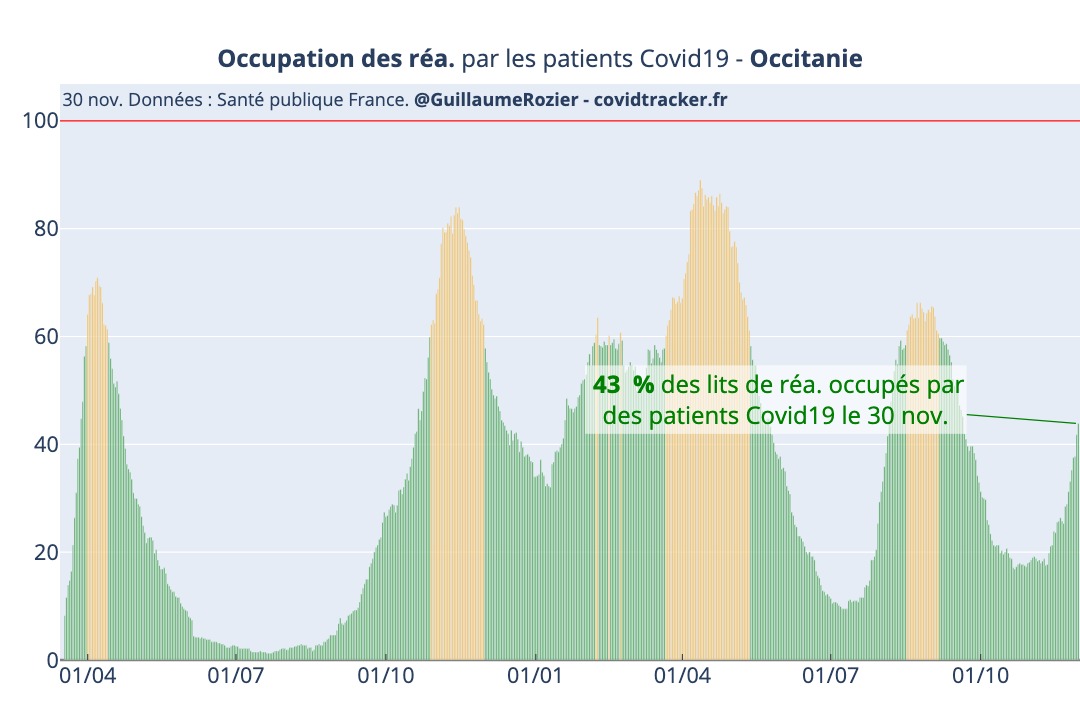 Occupation des réa. par les patients Covid19 - Occitanie
30 nov. Données : Santé publique France. @GuillaumeRozier - covidtracker.fr
100
80
60
43  % des lits de réa. occupés par
des patients Covid19 le 30 nov.
40
20
0
01/04 01/07 01/10 01/01 01/04 01/07 01/10